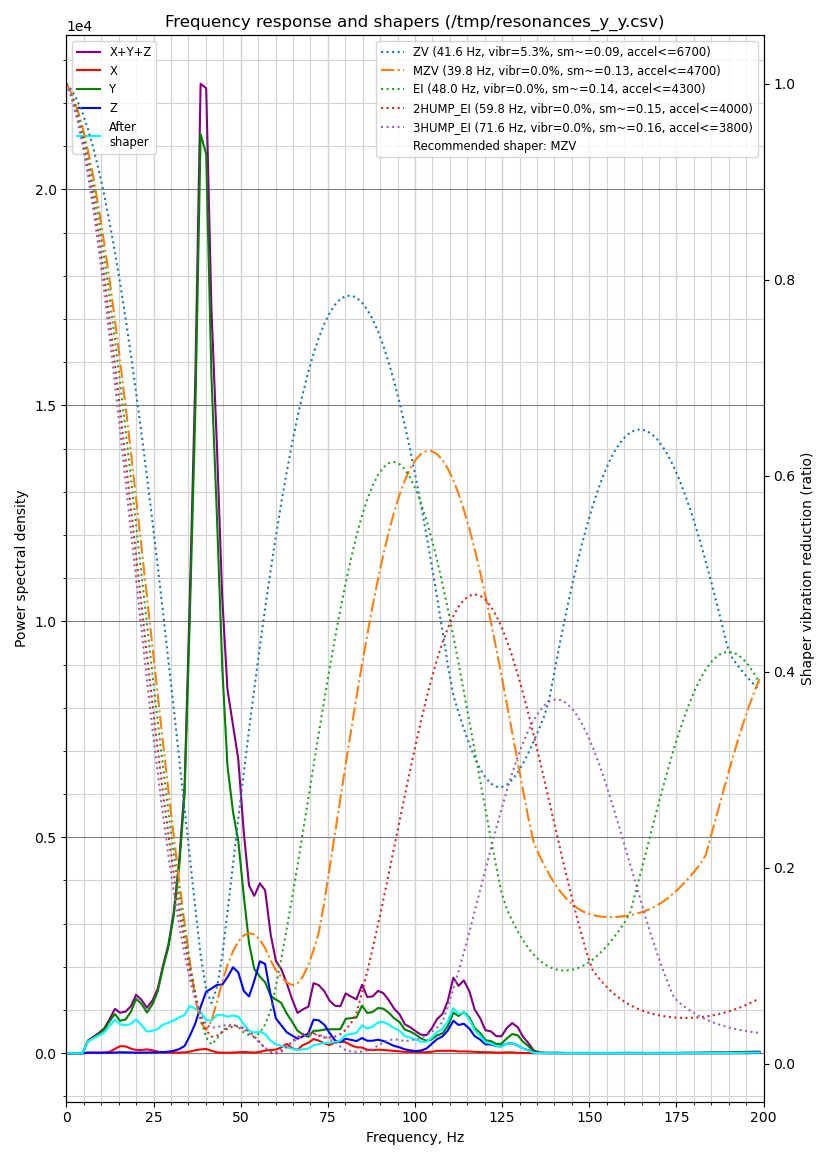 Frequency response and shapers (/tmp/resonances_y_y.csv)
1e4
X+Y+Z
X
Y
Z
After
shaper
ZV (41.6 Hz, vibr=5.3%, sm~=0.09, accel<=6700)
MZV (39.8 Hz, vibr=0.0%, sm~=0.13, accel<=4700)
EI (48.0 Hz, vibr=0.0%, sm~=0.14, accel<=4300)
2HUMP_EI (59.8 Hz, vibr=0.0%, sm~=0.15, accel<=4000)
3HUMP_EI (71.6 Hz, vibr=0.0%, sm~=0.16, accel<=3800)
Recommended shaper: MZV
Power spectral density
2.0
1.5
1.0
0.5
0.0
1.0
0.8
0.6
0.4
0.2
0.0
Shaper vibration reduction (ratio)
0 25 50 75 100 125 150 175 200
Frequency, Hz